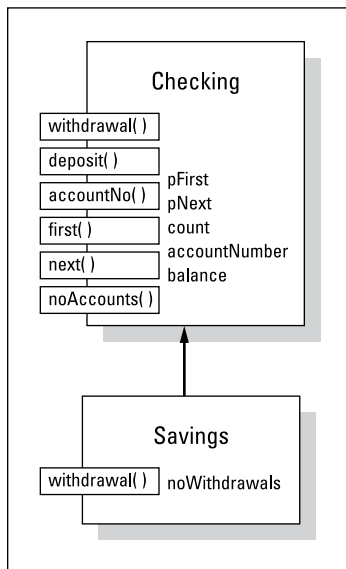 Checking
withdrawal( )
deposit( )
accountNo( )
first( )
next( )
noAccounts( )
pFirst
pNext
count
accountNumber
balance
Savings
withdrawal( )
noWithdrawals